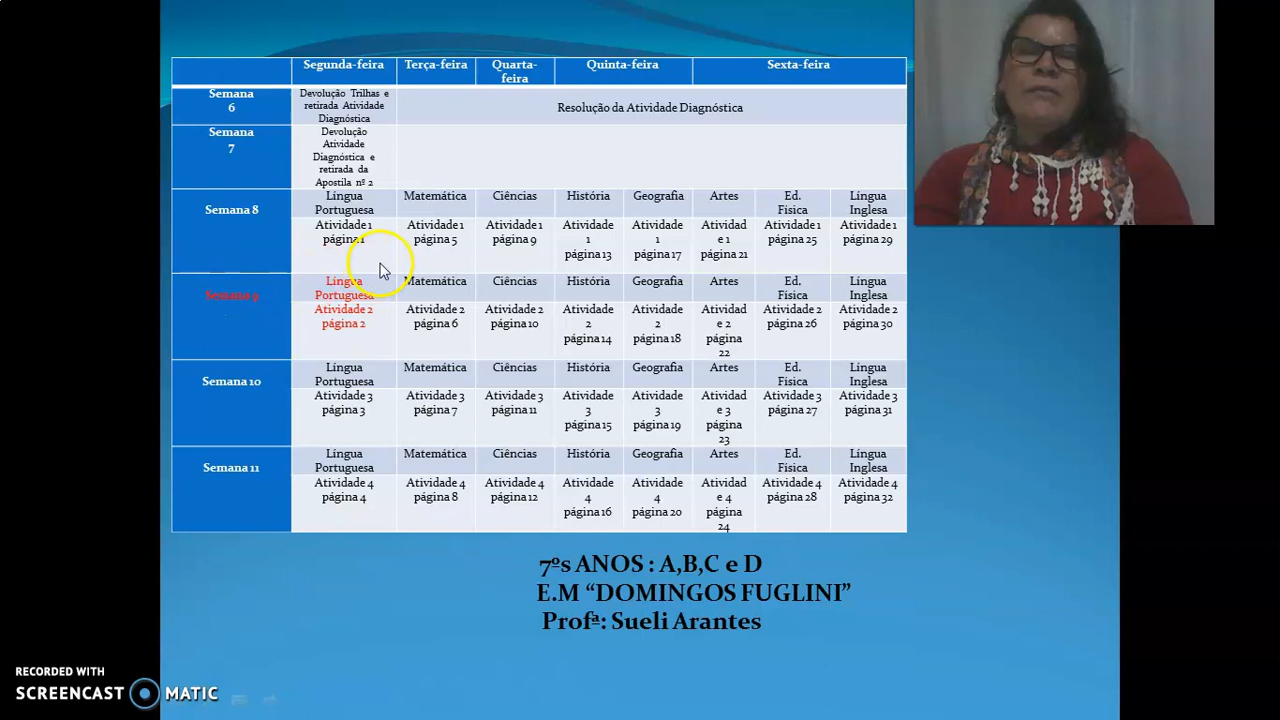 Segunda-feira Terça-feira Quarta-feira Quinta-feira Sexta-feira
Semana 6
Devolução Trilhas e
retirada Atividade
Diagnóstica
Resolução da Atividade Diagnóstica
Semana 7
Devolução
Atividade
Diagnóstica e
retirada da
Apostila nº 2
Semana 8
Língua Portuguesa Matemática Ciências História Geografia Artes Ed. Física Língua Inglesa
Atividade 1 página 1 Atividade 1 página 5 Atividade 1 página 9 Atividade 1 página 13 Atividade 1 página 17 Atividade 1 página 21 Atividade 1 página 25 Atividade 1 página 29
Semana 9
Língua Portuguesa Matemática Ciências História Geografia Artes Ed. Física Língua Inglesa
Atividade 2 página 2 Atividade 2 página 6 Atividade 2 página 10 Atividade 2 página 14 Atividade 2 página 18 Atividade 2 página 22 Atividade 2 página 26 Atividade 2 página 30
Semana 10
Língua Portuguesa Matemática Ciências História Geografia Artes Ed. Física Língua Inglesa
Atividade 3 página 3 Atividade 3 página 7 Atividade 3 página 11 Atividade 3 página 15 Atividade 3 página 19 Atividade 3 página 23 Atividade 3 página 27 Atividade 3 página 31
Semana 11
Língua Portuguesa Matemática Ciências História Geografia Artes Ed. Física Língua Inglesa
Atividade 4 página 4 Atividade 4 página 8 Atividade 4 página 12 Atividade 4 página 16 Atividade 4 página 20 Atividade 4 página 24 Atividade 4 página 28 Atividade 4 página 32
7ºs ANOS : A,B,C e D
E.M “DOMINGOS FUGLINI”
Profª: Sueli Arantes
RECORDED WITH
SCREENCAST MATIC